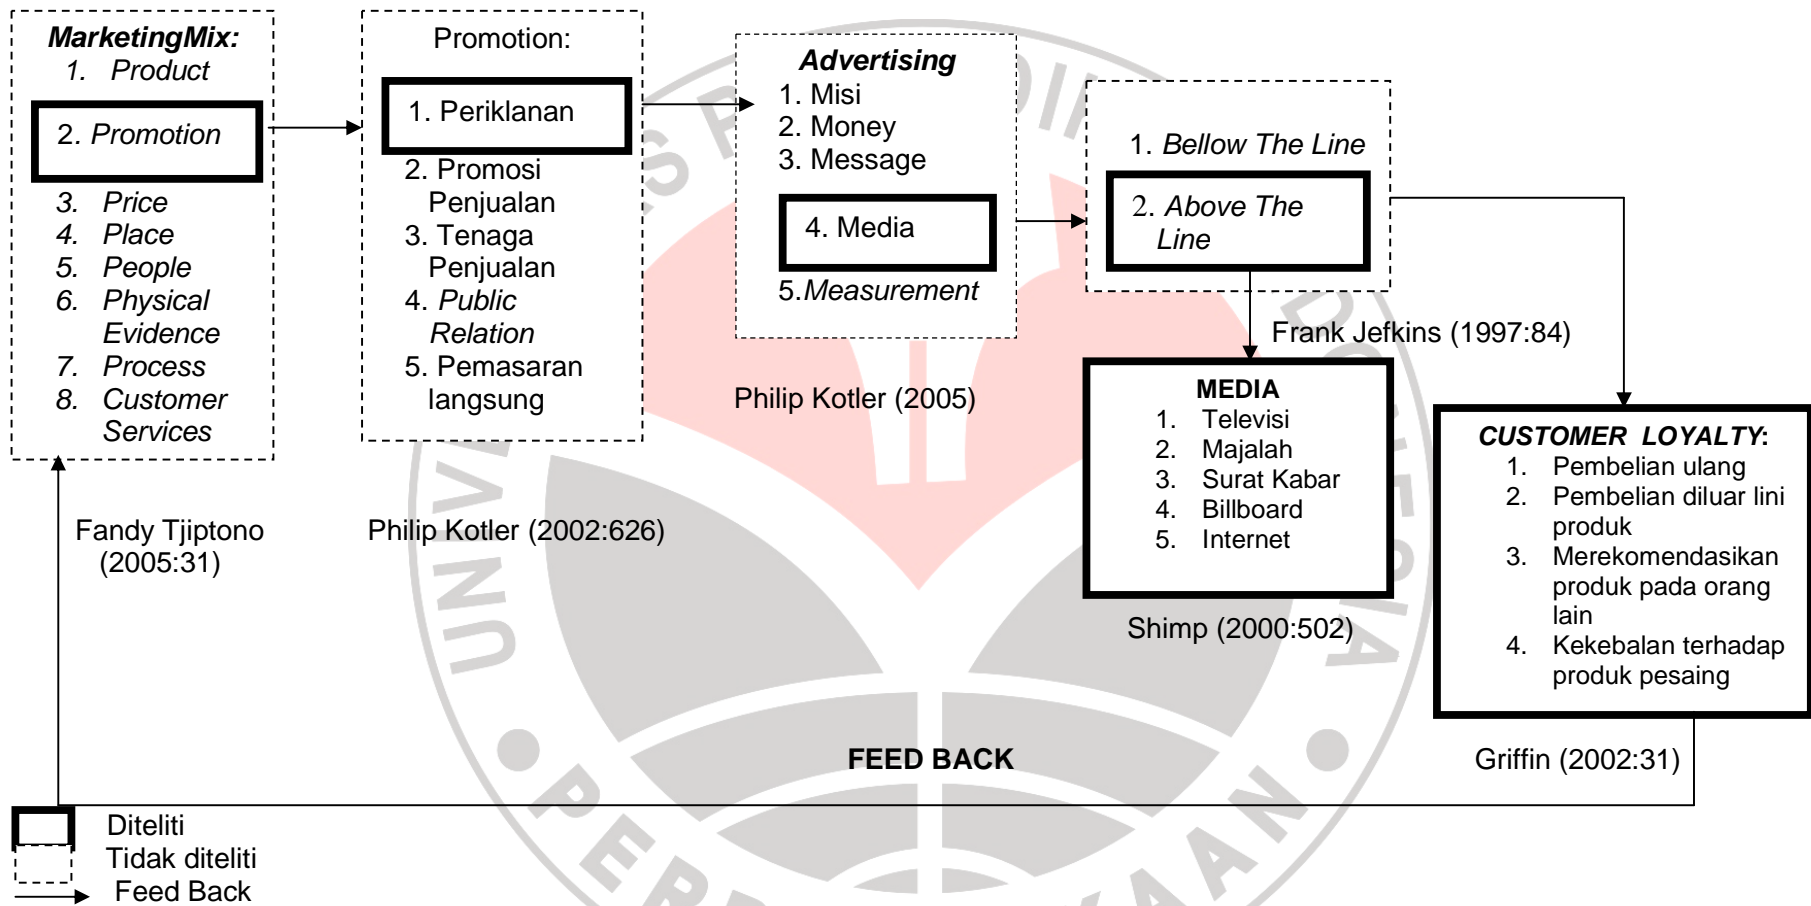 MarketingMix:
1. Product
2. Promotion
3. Price
4. Place
5. People
6. Physical
Evidence
7. Process
8. Customer
Services
Fandy Tjiptono
(2005:31)
Promotion:
1. Periklanan
2. Promosi
Penjualan
3. Tenaga
Penjualan
4. Public
Relation
5. Pemasaran
langsung
Philip Kotler (2002:626)
Advertising
1. Misi
2. Money
3. Message
4. Media
5.Measurement
Philip Kotler (2005)
1. Bellow The Line
2. Above The
Line
Frank Jefkins (1997:84)
MEDIA
1. Televisi
2. Majalah
3. Surat Kabar
4. Billboard
5. Internet
Shimp (2000:502)
CUSTOMER LOYALTY:
1. Pembelian ulang
2. Pembelian diluar lini
produk
3. Merekomendasikan
produk pada orang
lain
4. Kekebalan terhadap
produk pesaing
Griffin (2002:31)
FEED BACK
Diteliti
Tidak diteliti
Feed Back